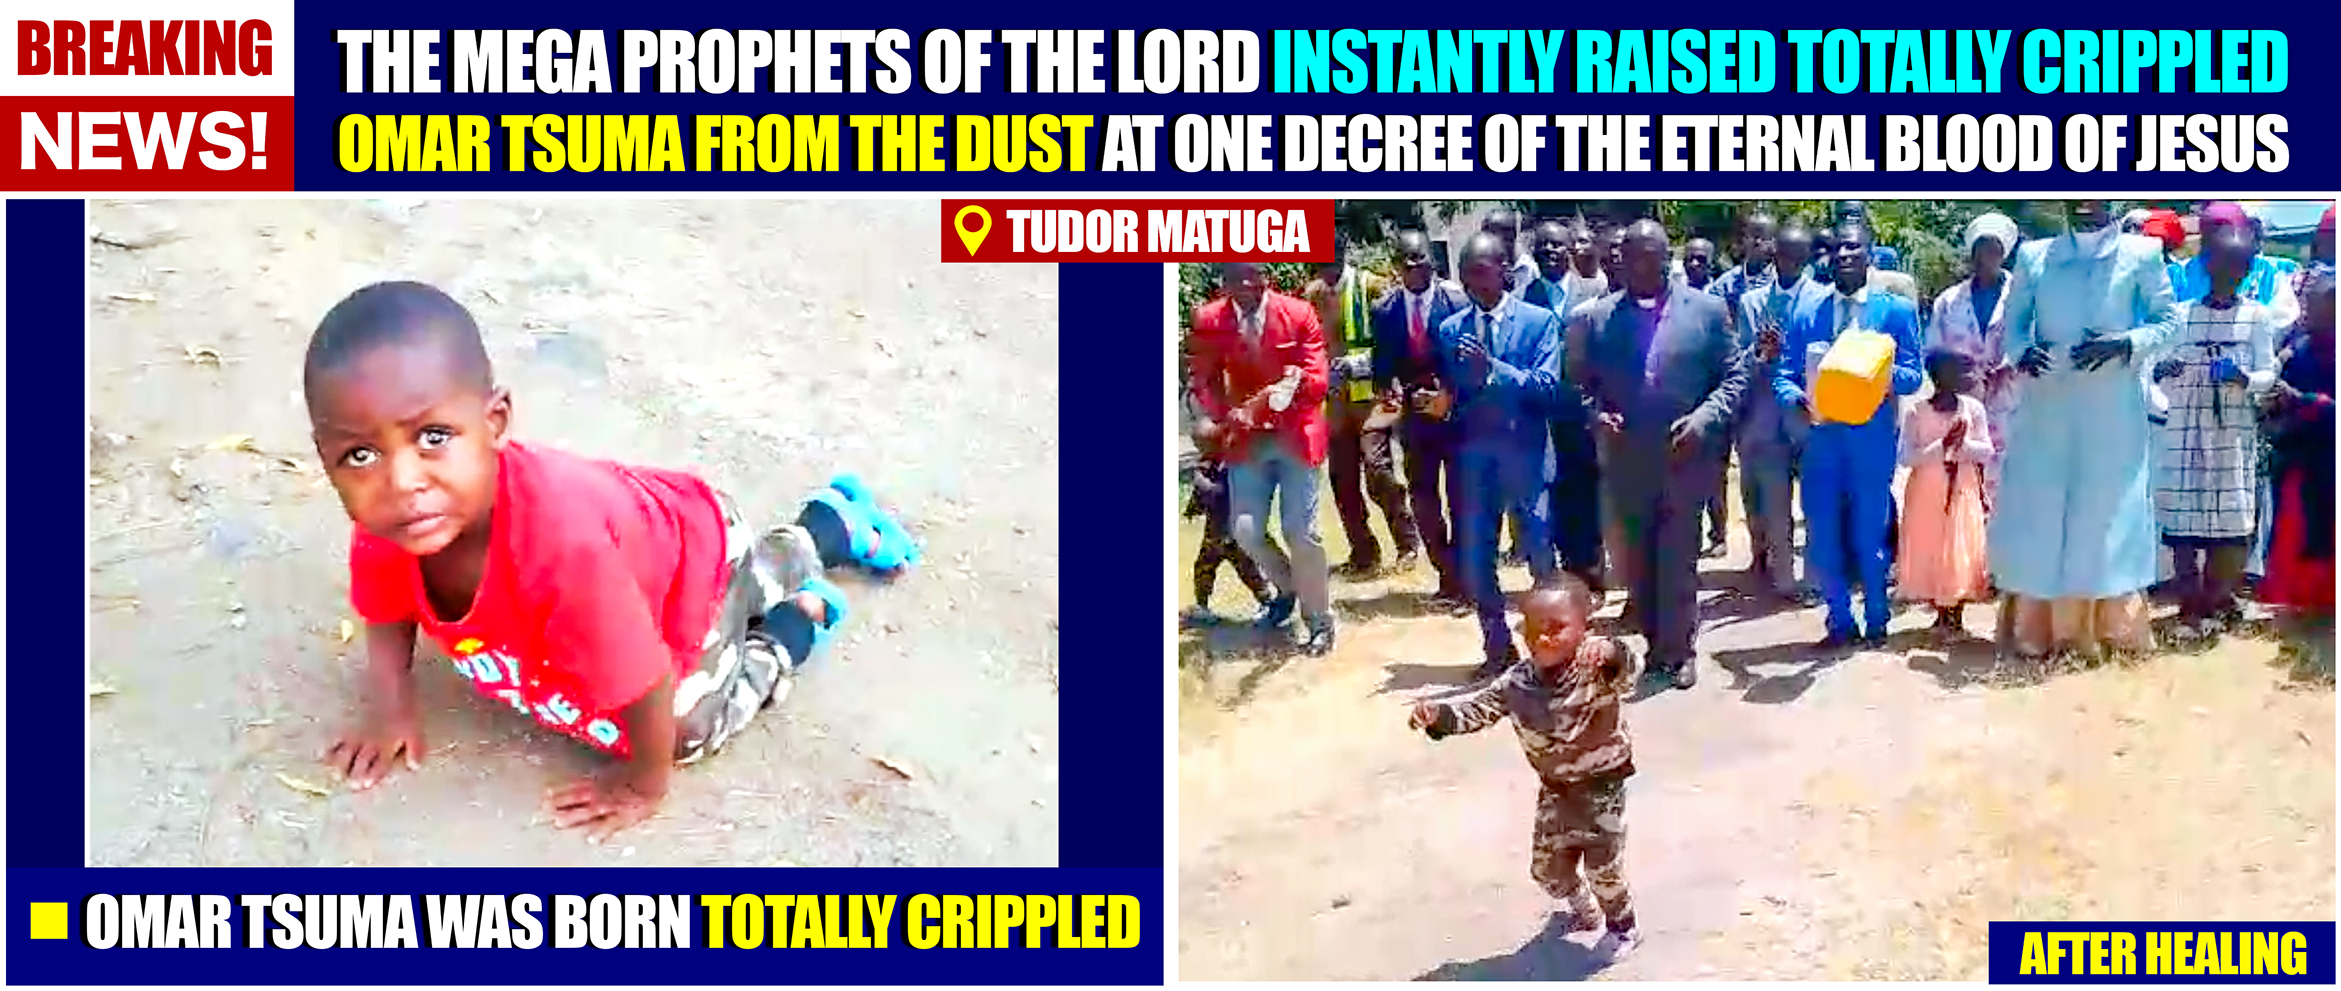 BREAKING
NEWS!
THE MEGA PROPHETS OF THE LORD INSTANTLY RAISED TOTALLY CRIPPLED
OMAR TSUMA FROM THE DUST AT ONE DECREE OF THE ETERNAL BLOOD OF JESUS
TUDOR MATUGA
OMAR TSUMA WAS BORN TOTALLY CRIPPLED
AFTER HEALING